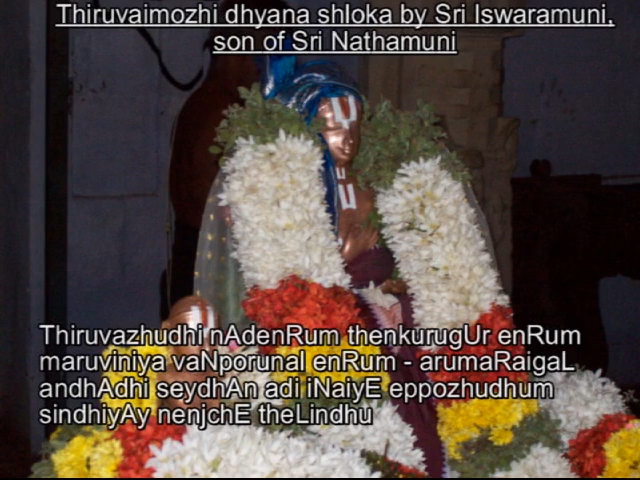 Thiruvaimozhi dhyana shloka by Sri Iswaramuni,
son of Sri Nathamuni
Thiruvazhudhi nAdenRum thenkurugUr enRum
maruviniya vaNporunal enRum - arumaRaigaL
andhAdhi seydhAn adi iNaiyE eppozhudhum
sindhiyAy nenjchE theLindhu